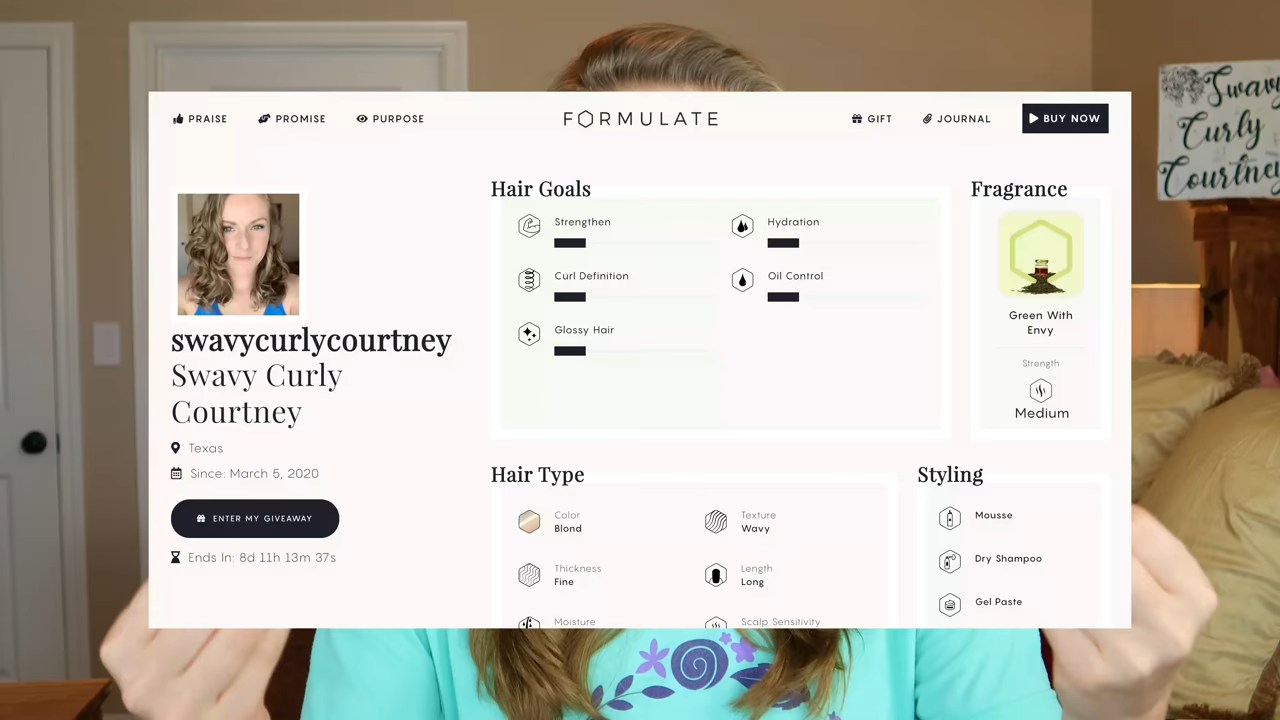 PRAISE
PROMISE
PURPOSE
FORMULATE
GIFT
JOURNAL
BUY NOW
Swavy
Curly
Courtney
swavycurlycourtney
Swavy Curly
Courtney
Texas
Since: March 5, 2020
ENTER MY GIVEAWAY
Ends In: 8d 11h 13m 37s
Hair Goals
Strengthen
Hydration
Curl Definition
Oil Control
Glossy Hair
Fragrance
Green With
Envy
Strength
Medium
Hair Type
Color
Blond
Texture
Wavy
Thickness
Fine
Length
Long
Moisture
Scalp Sensitivity
Styling
Mousse
Dry Shampoo
Gel Paste